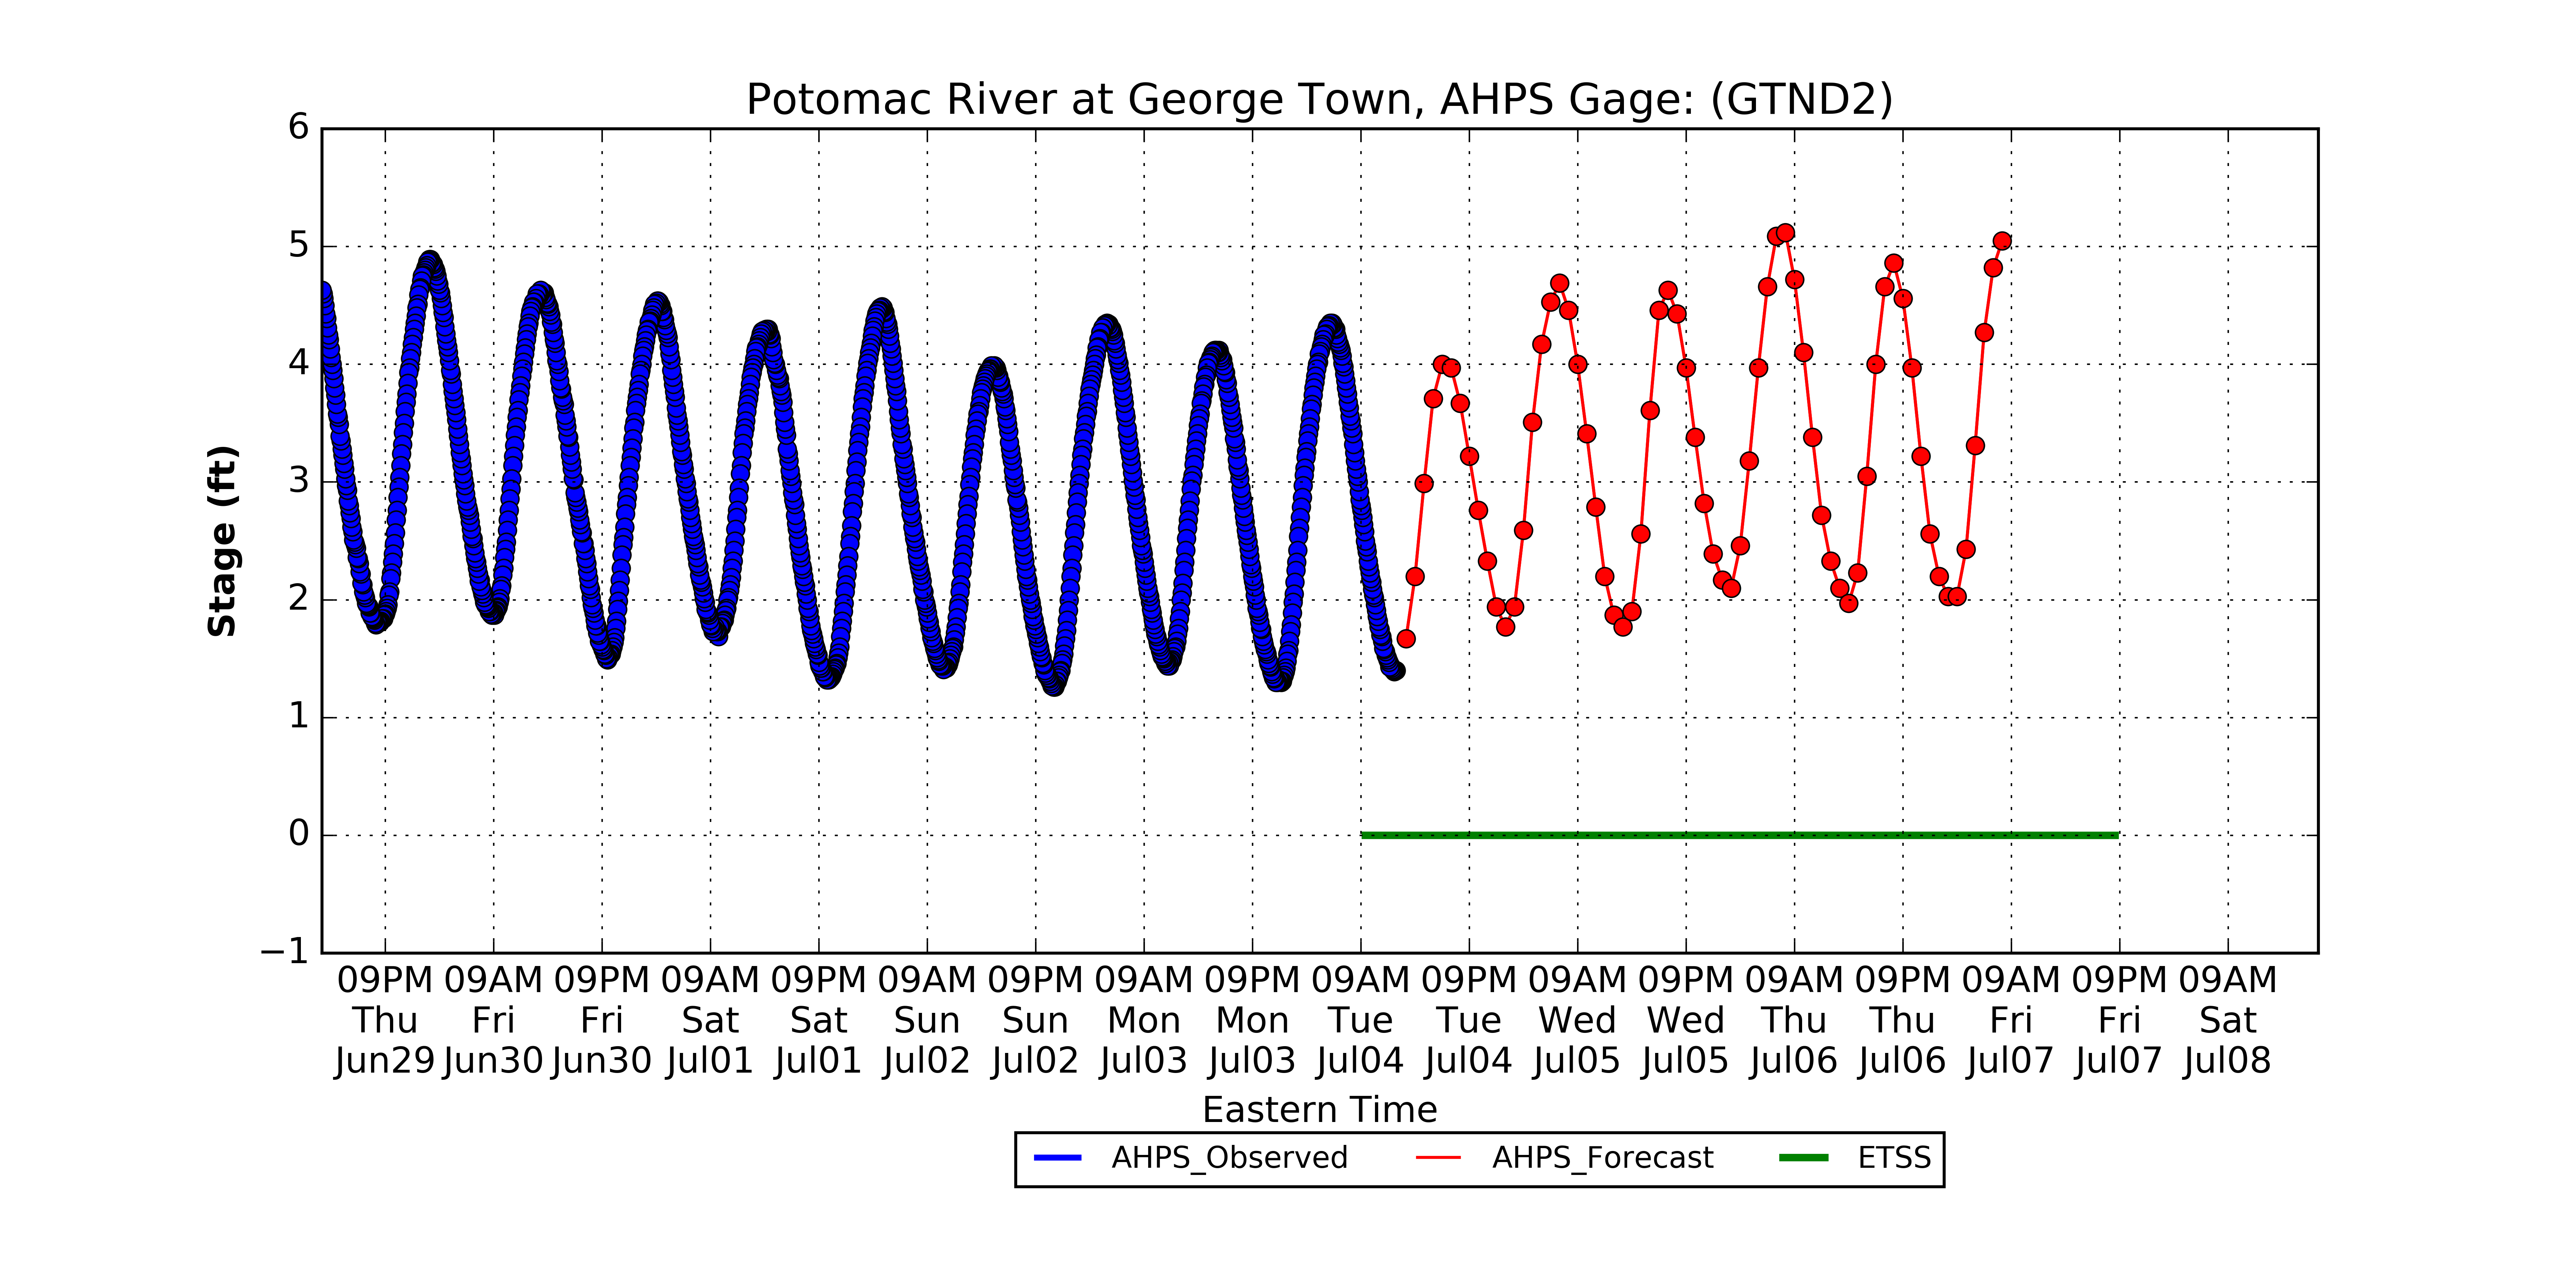 Potomac River at George Town, AHPS Gage: (GTND2)
6
5
4
3
2
1
0
−1
Stage (ft)
09PM 09AM 09PM 09AM 09PM 09AM 09PM 09AM 09PM 09AM 09PM 09AM 09PM 09AM 09PM 09AM 09PM 09AM
Thu Fri Fri Sat Sat Sun Sun Mon Mon Tue Tue Wed Wed Thu Thu Fri Fri Sat
Jun29 Jun30 Jun30 Jul01 Jul01 Jul02 Jul02 Jul03 Jul03 Jul04 Jul04 Jul05 Jul05 Jul06 Jul06 Jul07 Jul07 Jul08
Eastern Time
AHPS_Observed AHPS_Forecast ETSS